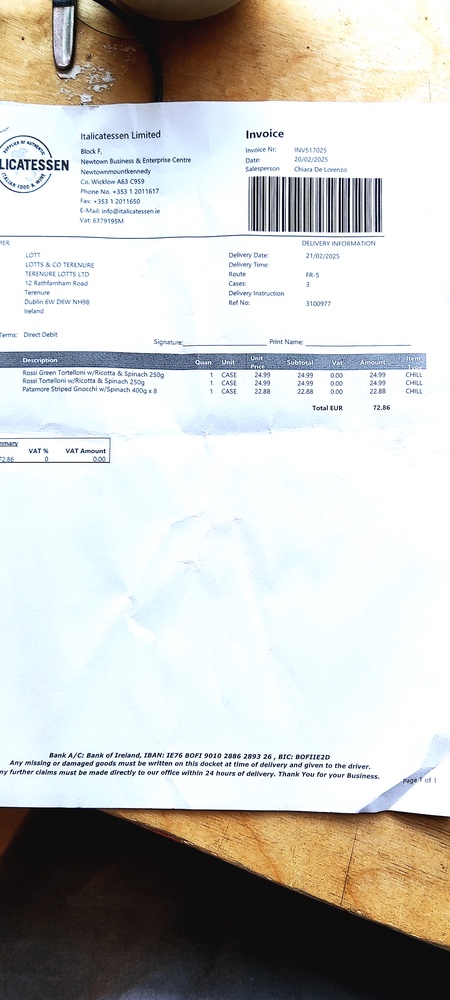 SUPPLIER OF AUTHENTIC
LICATESSEN
ITALIAN FOOD & WINE
Italicatessen Limited
Block F,
Newtown Business & Enterprise Centre
Newtownmountkennedy
Co. Wicklow A63 C959
Phone No. +353 1 2011617
Fax: +353 1 2011650
E-Mail: info@italicatessen.ie
Vat: 6379195M
Invoice
Invoice Nr: INV517025
Date: 20/02/2025
Salesperson Chiara De Lorenzo
MER
LOTT
LOTTS & CO TERENURE
TERENURE LOTTS LTD
12 Rathfarnham Road
Terenure
Dublin 6W D6W NH98
Ireland
DELIVERY INFORMATION
Delivery Date: 21/02/2025
Delivery Time:
Route FR-5
Cases: 3
Delivery Instruction
Ref No: 3100977
Terms: Direct Debit
Signature: Print Name:
Description Quan Unit Unit Price Subtotal Vat Amount Item Type
Rossi Green Tortelloni w/Ricotta & Spinach 250g 1 CASE 24.99 24.99 0.00 24.99 CHILL
Rossi Tortelloni w/Ricotta & Spinach 250g 1 CASE 24.99 24.99 0.00 24.99 CHILL
Patamore Striped Gnocchi w/Spinach 400g x 8 1 CASE 22.88 22.88 0.00 22.88 CHILL
Total EUR 72.86
mmary
VAT % VAT Amount
72.86 0 0.00
Bank A/C: Bank of Ireland, IBAN: IE76 BOFI 9010 2886 2893 26 , BIC: BOFIIE2D
Any missing or damaged goods must be written on this docket at time of delivery and given to the driver.
ny further claims must be made directly to our office within 24 hours of delivery. Thank You for your Business.
Page 1 of 1